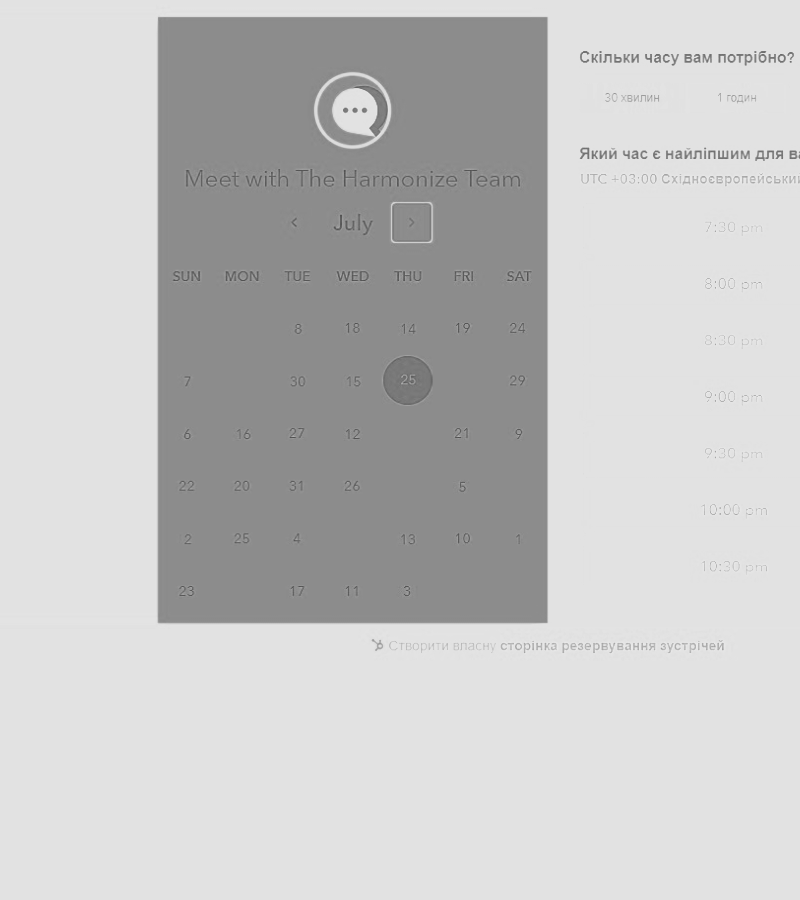 Meet with The Harmonize Team
July
SUN MON TUE WED THU FRI SAT
8 18 14 19 24
7 30 15 25 29
6 16 27 12 21 9
22 20 31 26 5
2 25 4 13 10 1
23 17 11 3
Скільки часу вам потрібно?
30 хвилин 1 годин
Який час є найліпшим для
UTC +03:00
7:30 pm
8:00 pm
8:30 pm
9:00 pm
9:30 pm
10:00 pm
10:30 pm
Створити впасну сторінка резервування зустрічей